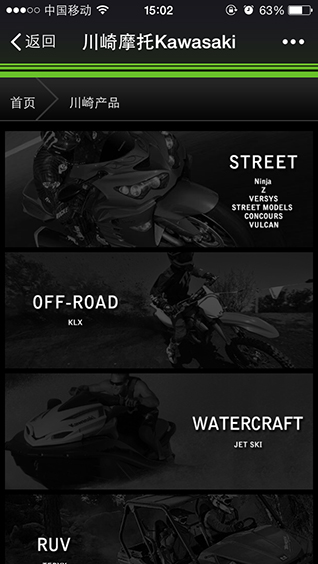 中国移动 15:02 63%
返回 川崎摩托Kawasaki
首页 川崎产品
STREET
Ninja
Z
VERSYS
STREET MODELS
CONCOURS
VULCAN
OFF-ROAD
KLX
WATERCRAFT
JET SKI
RUV